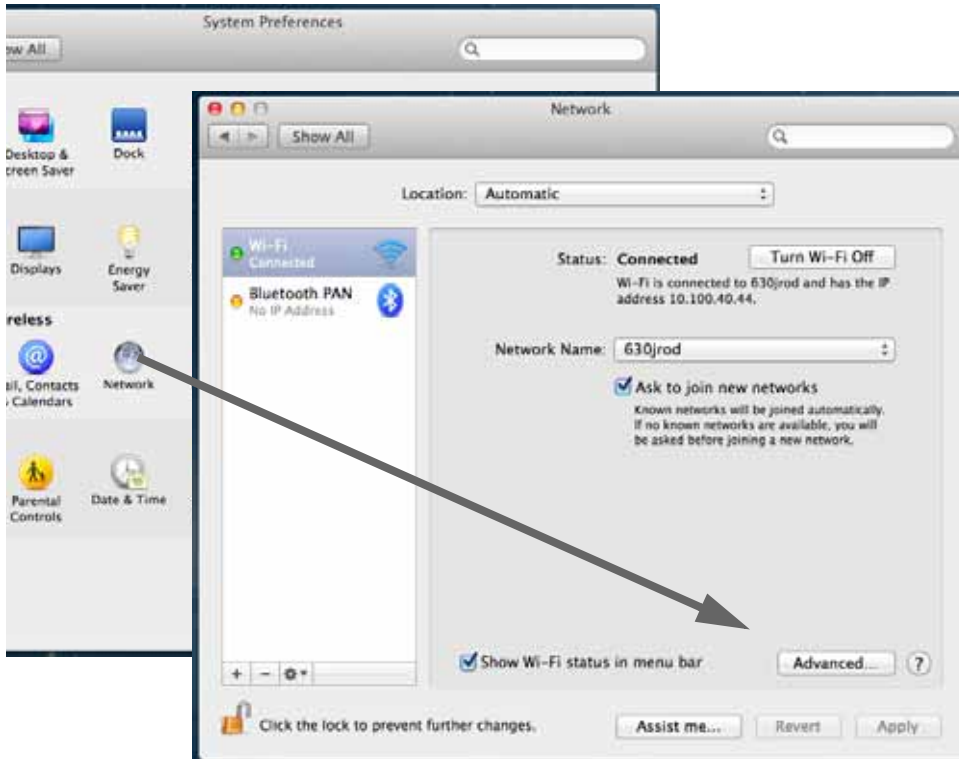 System Preferences
ow All
Desktop &
creen Saver
Dock
Displays
Energy
Saver
reless
ail, Contacts
Calendars
Network
Parental
Controls
Date & Time
Network
Show All
Location: Automatic
Wi-Fi
Connected
Bluetooth PAN
No IP Address
Status: Connected
Turn Wi-Fi Off
Wi-Fi is connected to 630jrod and has the IP
address 10.100.40.44.
Network Name: 630jrod
Ask to join new networks
Known networks will be joined automatically.
If no known networks are available, you will
be asked before joining a new network.
Show Wi-Fi status in menu bar
Advanced... ?
+ −
Click the lock to prevent further changes.
Assist me... Revert Apply